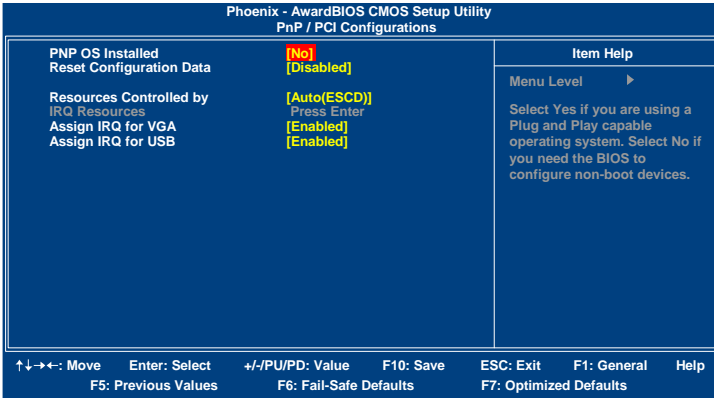 Phoenix - AwardBIOS CMOS Setup Utility
PnP / PCI Configurations
PNP OS Installed [No]
Reset Configuration Data [Disabled]
Resources Controlled by [Auto(ESCD)]
IRQ Resources Press Enter
Assign IRQ for VGA [Enabled]
Assign IRQ for USB [Enabled]
Item Help
Menu Level ▶
Select Yes if you are using a
Plug and Play capable
operating system. Select No if
you need the BIOS to
configure non-boot devices.
↑↓→←: Move Enter: Select +/-/PU/PD: Value F10: Save ESC: Exit F1: General Help
F5: Previous Values F6: Fail-Safe Defaults F7: Optimized Defaults